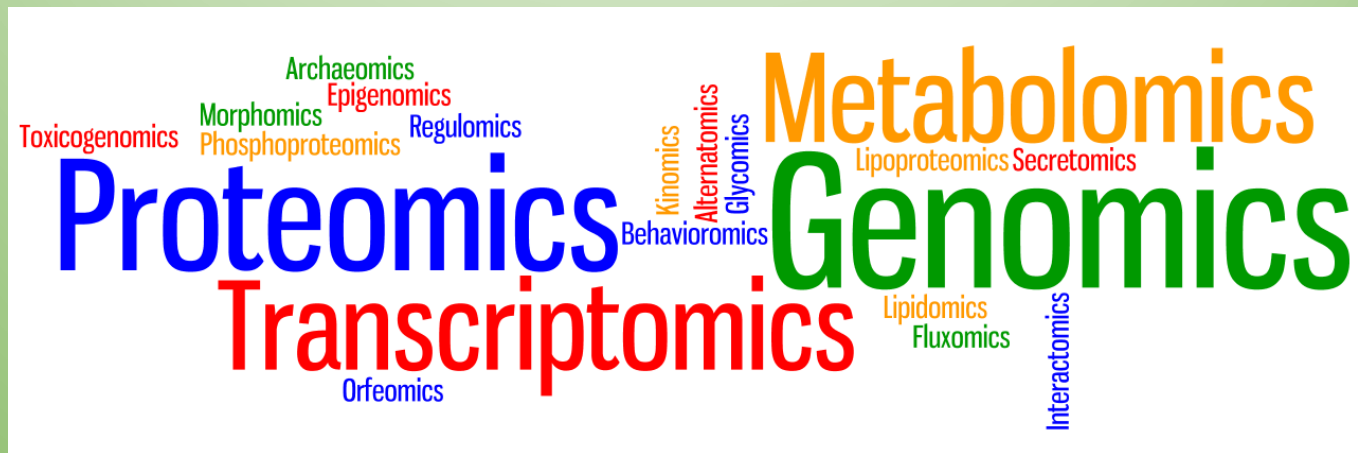 Archaeomics
Epigenomics
Morphomics
Regulomics
Toxicogenomics
Phosphoproteomics
Proteomics
Transcriptomics
Orfeomics
Kinomics
Alternatomics
Glycomics
Behavioromics
Metabolomics
Lipoproteomics
Secretomics
Genomics
Lipidomics
Fluxomics
Interactomics